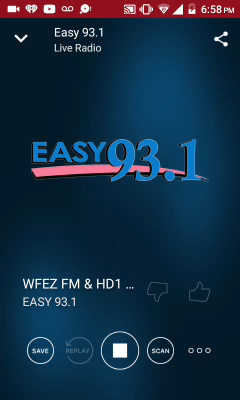 6:58 PM
Easy 93.1
Live Radio
EASY 93.1
WFEZ FM & HD1 ...
EASY 93.1
SAVE
REPLAY
SCAN